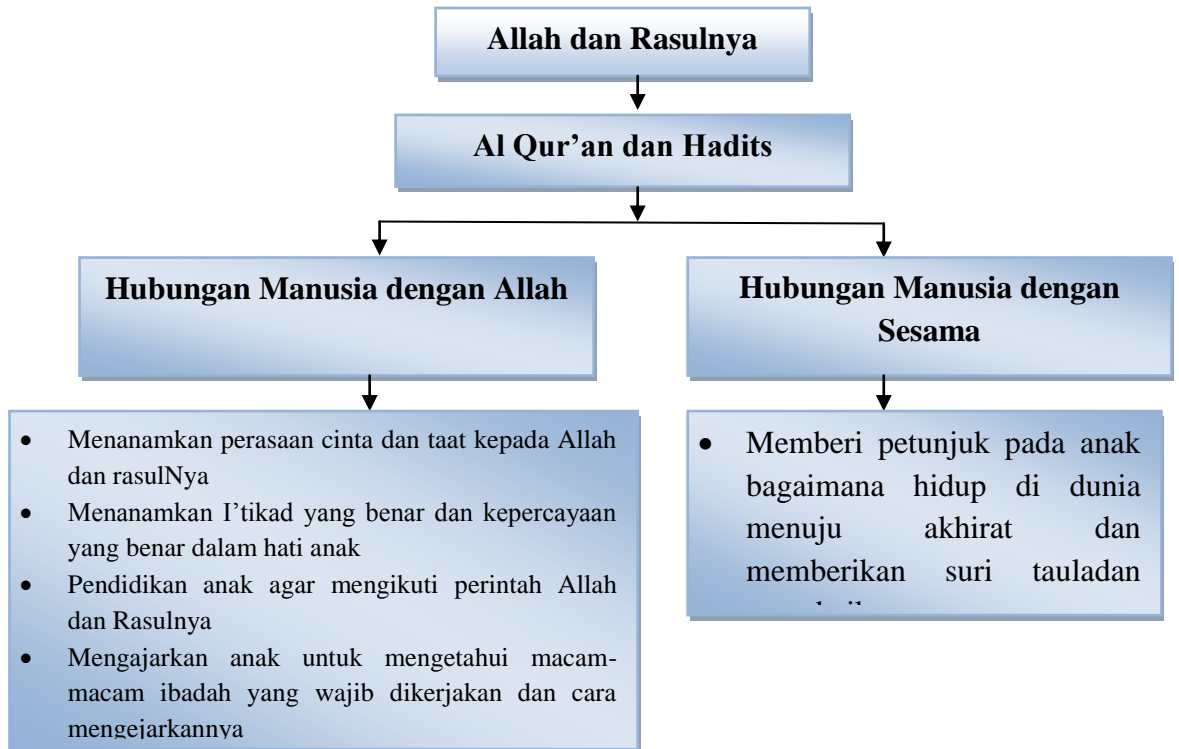 Allah dan Rasulnya
Al Qur’an dan Hadits
Hubungan Manusia dengan Allah
Hubungan Manusia dengan
Sesama
• Menanamkan perasaan cinta dan taat kepada Allah
dan rasulNya
• Menanamkan I’tikad yang benar dan kepercayaan
yang benar dalam hati anak
• Pendidikan anak agar mengikuti perintah Allah
dan Rasulnya
• Mengajarkan anak untuk mengetahui macam-
macam ibadah yang wajib dikerjakan dan cara
mengejarkannya
• Memberi petunjuk pada anak
bagaimana hidup di dunia
menuju akhirat dan
memberikan suri tauladan